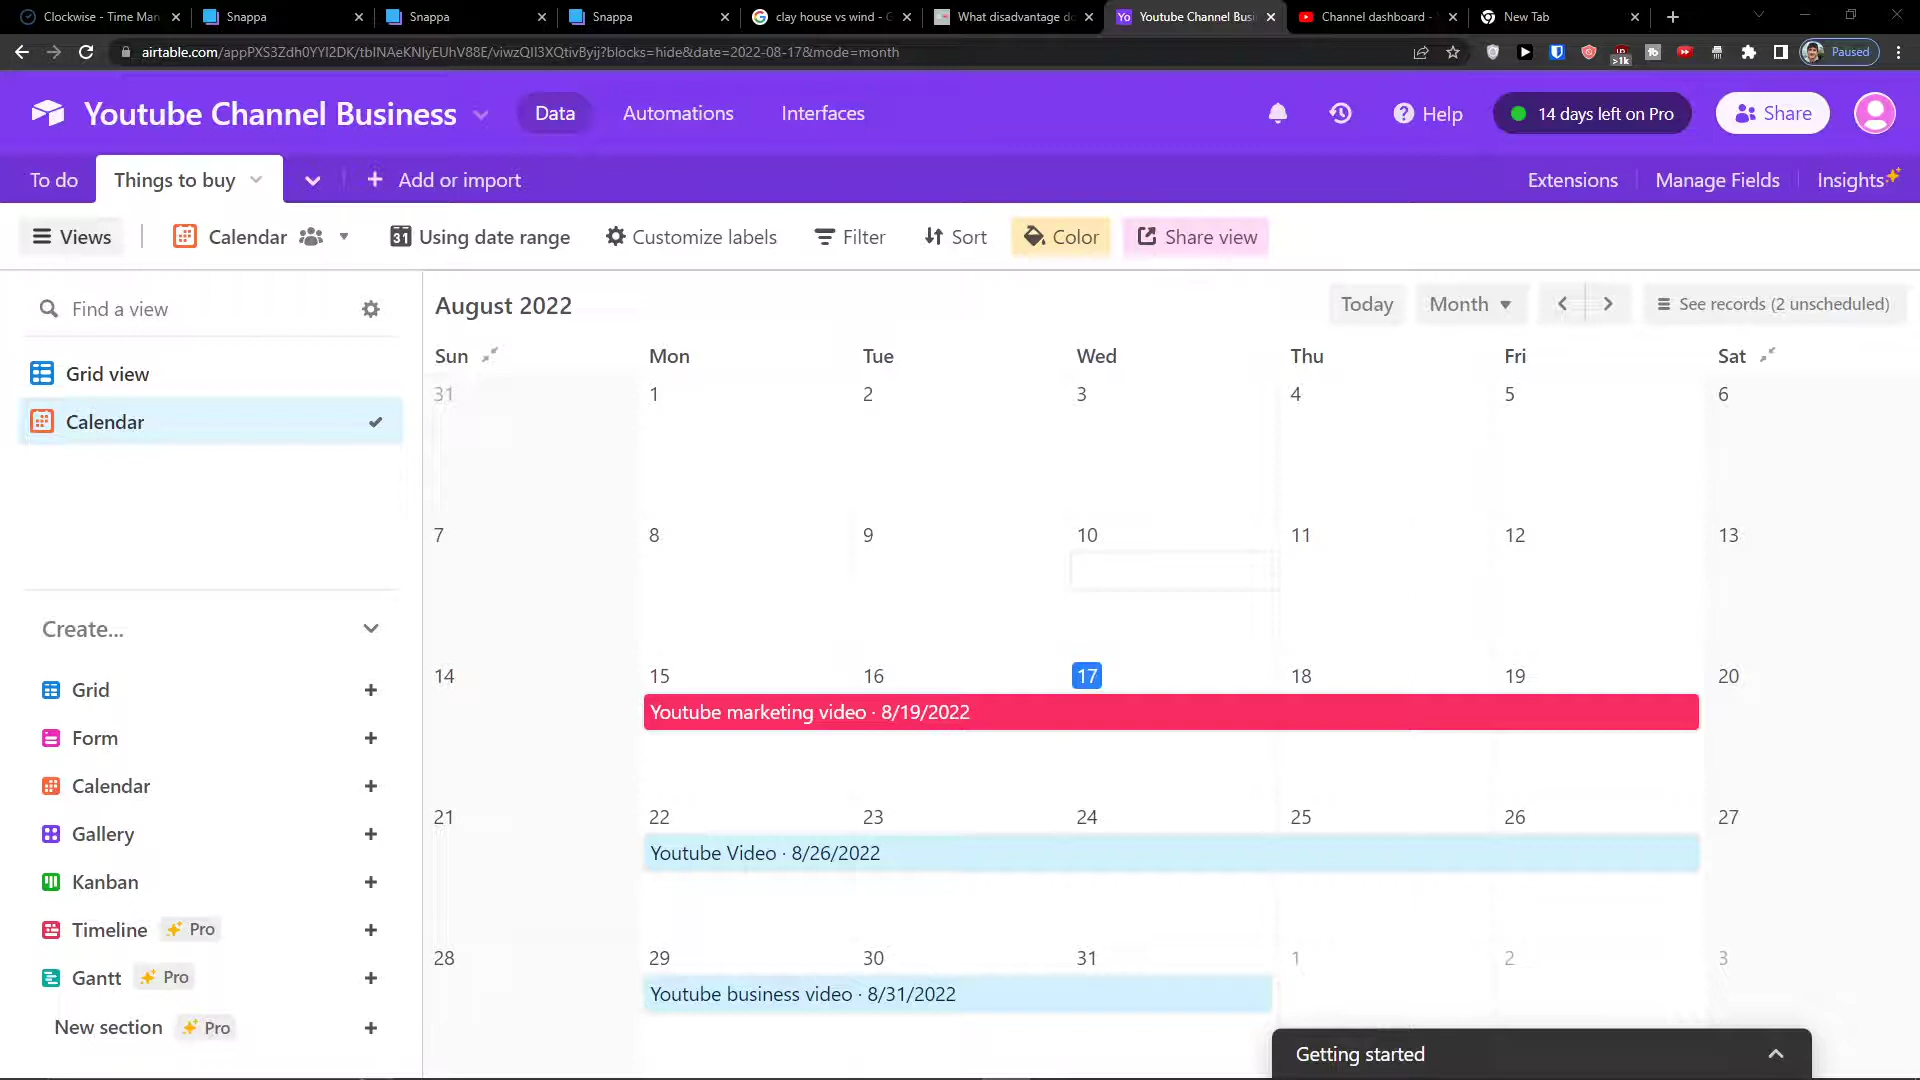 Clockwise - Time Man
Snappa
Snappa
Snappa
clay house vs wind - G
What disadvantage do
Yo
Youtube Channel Busi
Channel dashboard -
New Tab
airtable.com/appPXS3Zdh0YYI2DK/tblNAeKNlyEUhV88E/viwzQIl3XQtivByij?blocks=hide&date=2022-08-17&mode=month
>1k
Paused
Youtube Channel Business
Data
Automations
Interfaces
Help
14 days left on Pro
Share
To do
Things to buy
+ Add or import
Extensions
Manage Fields
Insights
Views
Calendar
31 Using date range
Customize labels
Filter
Sort
Color
Share view
Find a view
August 2022
Today
Month
See records (2 unscheduled)
Sun Mon Tue Wed Thu Fri Sat
Grid view
Calendar
31 1 2 3 4 5 6
7 8 9 10 11 12 13
Create...
Grid +
Form +
Calendar +
Gallery +
Kanban +
Timeline Pro +
Gantt Pro +
New section Pro +
14 15 16 17 18 19 20
Youtube marketing video · 8/19/2022
21 22 23 24 25 26 27
Youtube Video · 8/26/2022
28 29 30 31 1 2 3
Youtube business video · 8/31/2022
Getting started